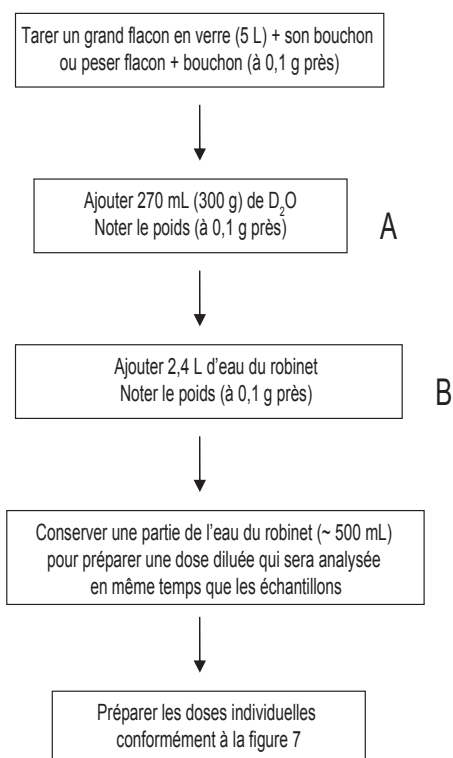 Tarer un grand flacon en verre (5 L) + son bouchon
ou peser flacon + bouchon (à 0,1 g près)
Ajouter 270 mL (300 g) de D₂O
Noter le poids (à 0,1 g près)
A
Ajouter 2,4 L d’eau du robinet
Noter le poids (à 0,1 g près)
B
Conserver une partie de l’eau du robinet (~ 500 mL)
pour préparer une dose diluée qui sera analysée
en même temps que les échantillons
Préparer les doses individuelles
conformément à la figure 7